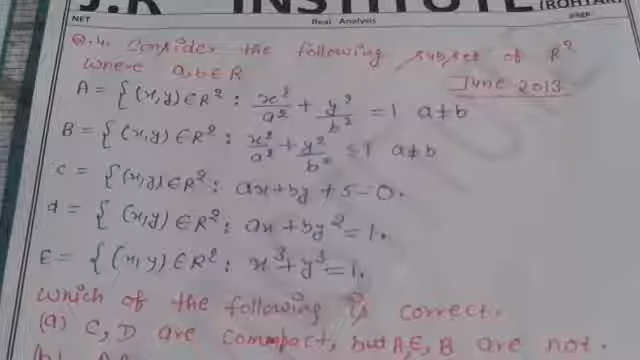 J.R INSTITUTE (ROHTAK)
NET Real Analysis
Q.4. Consider the following subset of R²
where a,b∈R June 2013
A = { (x,y) ∈ R² : x²/a² + y²/b² = 1 a≠b
B = { (x,y) ∈ R² : x²/a² + y²/b² ≤ 1 a≠b
C = { (x,y) ∈ R² : ax+by+5=0.
d = { (x,y) ∈ R² : ax+by²=1.
E = { (x,y) ∈ R² : x³+y³=1.
which of the following is correct.
(a) C, D are commpact, but A,E, B are not.